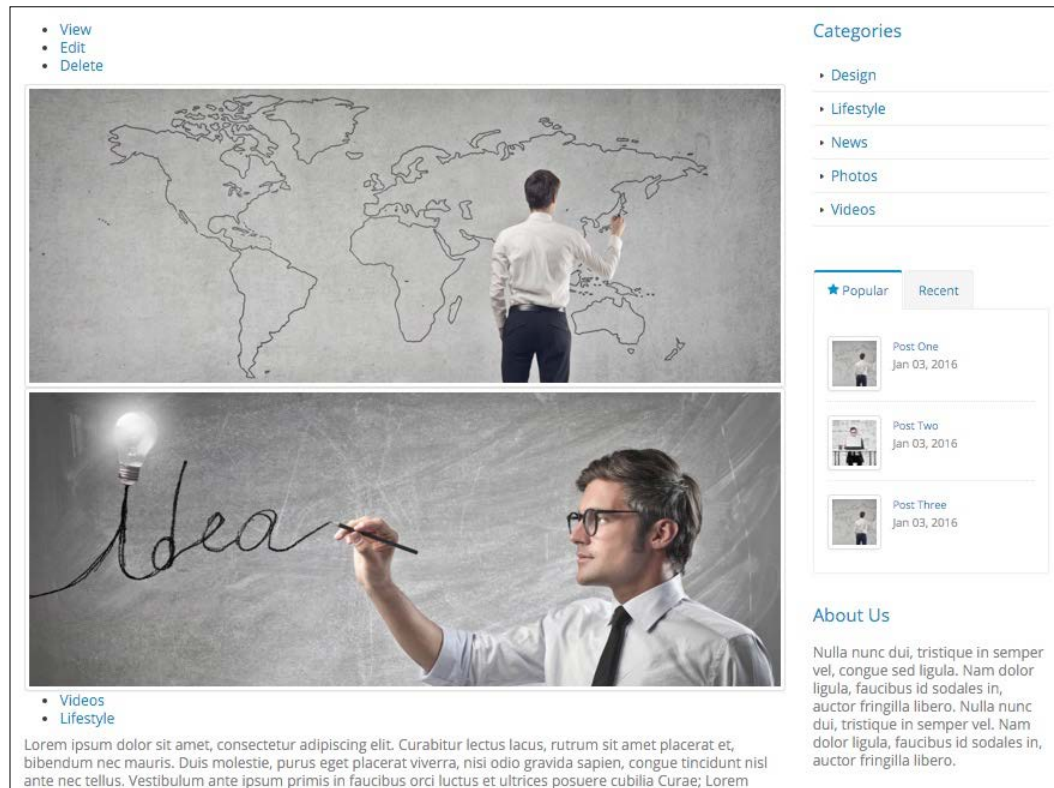 View
Edit
Delete
idea
Videos
Lifestyle
Lorem ipsum dolor sit amet, consectetur adipiscing elit. Curabitur lectus lacus, rutrum sit amet placerat et,
bibendum nec mauris. Duis molestie, purus eget placerat viverra, nisi odio gravida sapien, congue tincidunt nisl
ante nec tellus. Vestibulum ante ipsum primis in faucibus orci luctus et ultrices posuere cubilia Curae; Lorem
Categories
Design
Lifestyle
News
Photos
Videos
Popular
Recent
Post One
Jan 03, 2016
Post Two
Jan 03, 2016
Post Three
Jan 03, 2016
About Us
Nulla nunc dui, tristique in semper
vel, congue sed ligula. Nam dolor
ligula, faucibus id sodales in,
auctor fringilla libero. Nulla nunc
dui, tristique in semper vel. Nam
dolor ligula, faucibus id sodales in,
auctor fringilla libero.